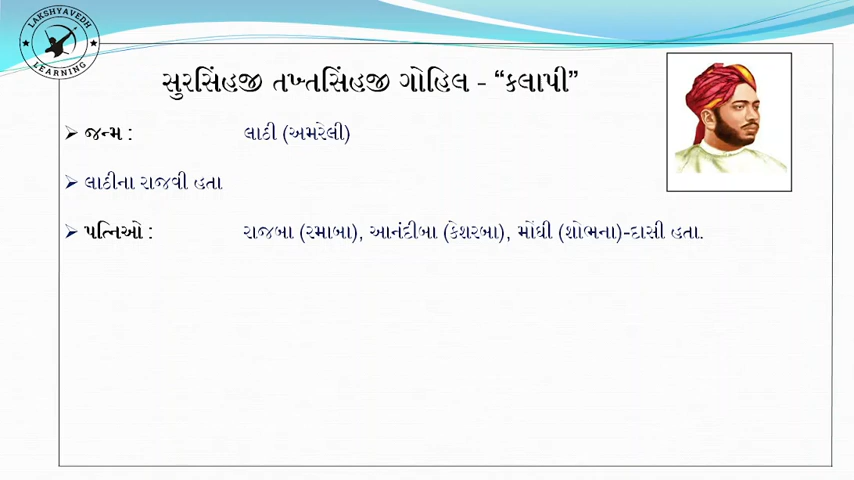 LAKSHYAVEDH
LEARNING
સુરસિંહજી તખ્તસિંહજી ગોહિલ - “કલાપી”
➢ જન્મ : લાઠી (અમરેલી)
➢ લાઠીના રાજવી હતા
➢ પત્નિઓ : રાજબા (રમાબા), આનંદીબા (કેશરબા), મોંઘી (શોભના)-દાસી હતા.